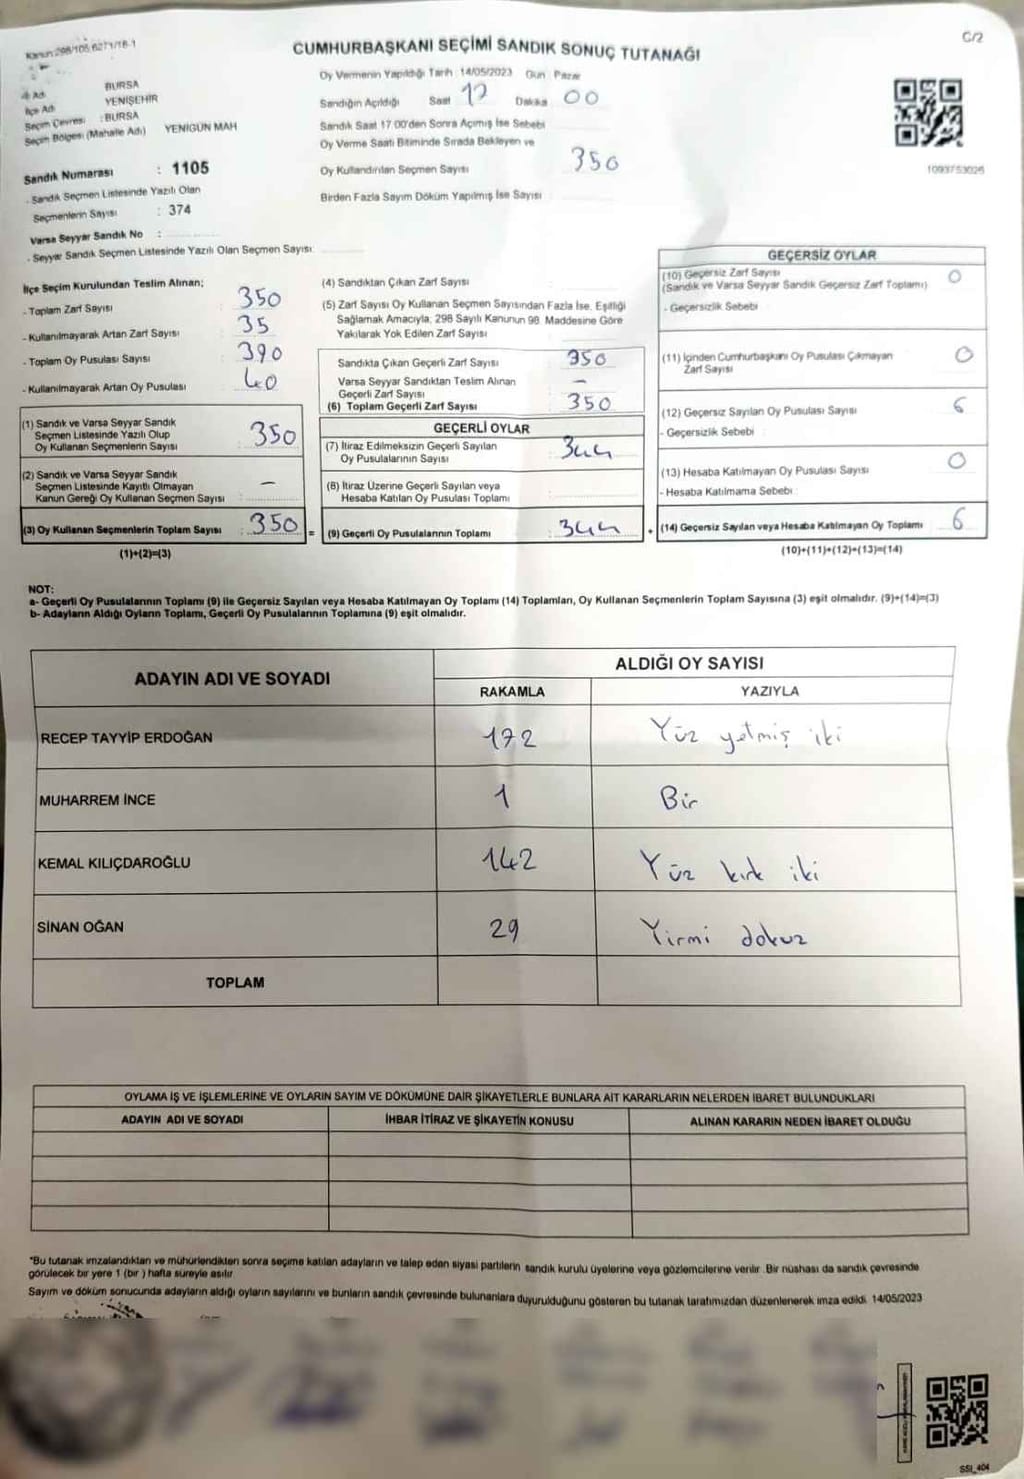 Kanun:298/105,6271/16-1
C/2
CUMHURBAŞKANI SEÇİMİ SANDIK SONUÇ TUTANAĞI
İl Adı : BURSA
İlçe Adı : YENİŞEHİR
Seçim Çevresi : BURSA
Seçim Bölgesi (Mahalle Adı) YENİGÜN MAH
Sandık Numarası : 1105
- Sandık Seçmen Listesinde Yazılı Olan
Seçmenlerin Sayısı : 374
Varsa Seyyar Sandık No :
- Seyyar Sandık Seçmen Listesinde Yazılı Olan Seçmen Sayısı:
Oy Vermenin Yapıldığı Tarih 14/05/2023 Gün Pazar
Sandığın Açıldığı Saat 17 Dakika 00
Sandık Saat 17.00'den Sonra Açılmış İse Sebebi
Oy Verme Saati Bitiminde Sırada Bekleyen ve
Oy Kullandırılan Seçmen Sayısı 350
Birden Fazla Sayım Döküm Yapılmış İse Sayısı
1093753026
İlçe Seçim Kurulundan Teslim Alınan;
- Toplam Zarf Sayısı 350
- Kullanılmayarak Artan Zarf Sayısı 35
- Toplam Oy Pusulası Sayısı 390
- Kullanılmayarak Artan Oy Pusulası 40
(1) Sandık ve Varsa Seyyar Sandık
Seçmen Listesinde Yazılı Olup
Oy Kullanan Seçmenlerin Sayısı 350
(2) Sandık ve Varsa Seyyar Sandık
Seçmen Listesinde Kayıtlı Olmayan
Kanun Gereği Oy Kullanan Seçmen Sayısı : —
(3) Oy Kullanan Seçmenlerin Toplam Sayısı : 350 =
(1)+(2)=(3)
(4) Sandıktan Çıkan Zarf Sayısı
(5) Zarf Sayısı Oy Kullanan Seçmen Sayısından Fazla İse, Eşitliği
Sağlamak Amacıyla, 298 Sayılı Kanunun 98. Maddesine Göre
Yakılarak Yok Edilen Zarf Sayısı
Sandıkta Çıkan Geçerli Zarf Sayısı 350
Varsa Seyyar Sandıktan Teslim Alınan
Geçerli Zarf Sayısı —
(6) Toplam Geçerli Zarf Sayısı 350
GEÇERLİ OYLAR
(7) İtiraz Edilmeksizin Geçerli Sayılan
Oy Pusulalarının Sayısı 344
(8) İtiraz Üzerine Geçerli Sayılan veya
Hesaba Katılan Oy Pusulası Toplamı
(9) Geçerli Oy Pusulalarının Toplamı : 344 +
GEÇERSİZ OYLAR
(10) Geçersiz Zarf Sayısı 0
(Sandık ve Varsa Seyyar Sandık Geçersiz Zarf Toplamı)
- Geçersizlik Sebebi :
(11) İçinden Cumhurbaşkanı Oy Pusulası Çıkmayan
Zarf Sayısı 0
(12) Geçersiz Sayılan Oy Pusulası Sayısı 6
- Geçersizlik Sebebi :
(13) Hesaba Katılmayan Oy Pusulası Sayısı 0
- Hesaba Katılmama Sebebi :
(14) Geçersiz Sayılan veya Hesaba Katılmayan Oy Toplamı 6
(10)+(11)+(12)+(13)=(14)
NOT:
a- Geçerli Oy Pusulalarının Toplamı (9) ile Geçersiz Sayılan veya Hesaba Katılmayan Oy Toplamı (14) Toplamları, Oy Kullanan Seçmenlerin Toplam Sayısına (3) eşit olmalıdır. (9)+(14)=(3)
b- Adayların Aldığı Oyların Toplamı, Geçerli Oy Pusulalarının Toplamına (9) eşit olmalıdır.
ADAYIN ADI VE SOYADI
ALDIĞI OY SAYISI
RAKAMLA YAZIYLA
RECEP TAYYİP ERDOĞAN 172 Yüz yetmiş iki
MUHARREM İNCE 1 Bir
KEMAL KILIÇDAROĞLU 142 Yüz kırk iki
SİNAN OĞAN 29 Yirmi dokuz
TOPLAM
OYLAMA İŞ VE İŞLEMLERİNE VE OYLARIN SAYIM VE DÖKÜMÜNE DAİR ŞİKAYETLERLE BUNLARA AİT KARARLARIN NELERDEN İBARET BULUNDUKLARI
ADAYIN ADI VE SOYADI İHBAR İTİRAZ VE ŞİKAYETİN KONUSU ALINAN KARARIN NEDEN İBARET OLDUĞU
*Bu tutanak imzalandıktan ve mühürlendikten sonra seçime katılan adayların ve talep eden siyasi partilerin sandık kurulu üyelerine veya gözlemcilerine verilir. Bir nüshası da sandık çevresinde
görülecek bir yere 1 (bir ) hafta süreyle asılır.
Sayım ve döküm sonucunda adayların aldığı oyların sayılarını ve bunların sandık çevresinde bulunanlara duyurulduğunu gösteren bu tutanak tarafımızdan düzenlenerek imza edildi. 14/05/2023
SSI_404